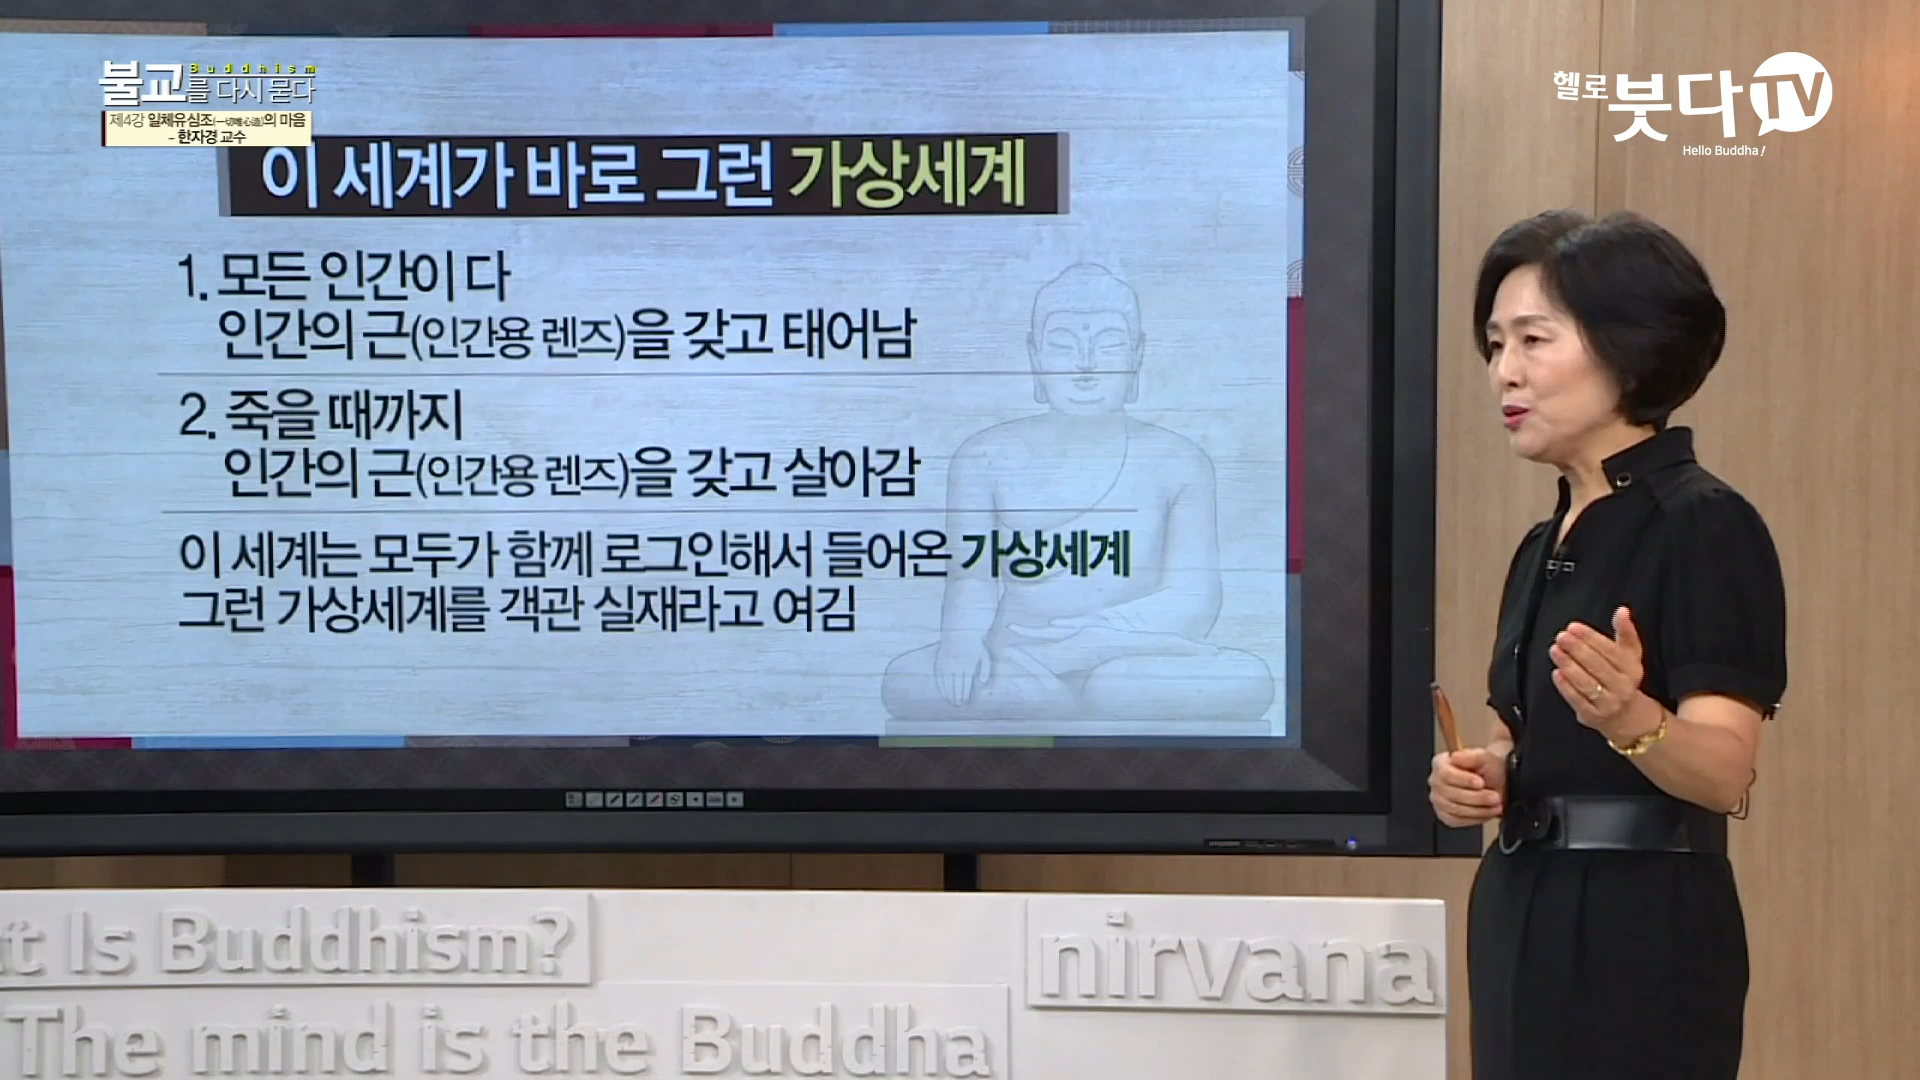 Buddhism
불교를 다시 묻다
제4강 일체유심조(一切唯心造)의 마음
- 한자경 교수
헬로붓다TV
Hello Buddha!
이 세계가 바로 그런 가상세계
1. 모든 인간이 다
인간의 근(인간용 렌즈)을 갖고 태어남
2. 죽을 때까지
인간의 근(인간용 렌즈)을 갖고 살아감
이 세계는 모두가 함께 로그인해서 들어온 가상세계
그런 가상세계를 객관 실재라고 여김
t Is Buddhism?
nirvana
The mind is the Buddha